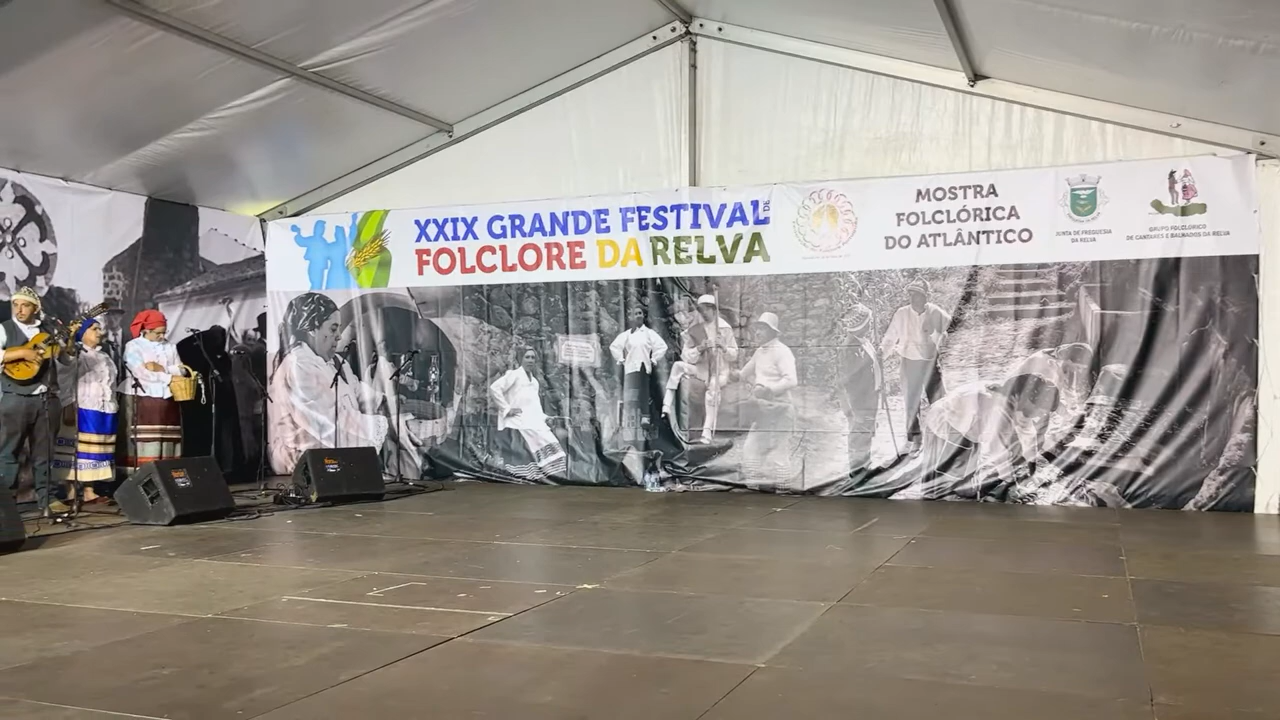 XXIX GRANDE FESTIVAL DE
FOLCLORE DA RELVA
MOSTRA
FOLCLÓRICA
DO ATLÂNTICO
JUNTA DE FREGUESIA
DA RELVA
GRUPO FOLCLÓRICO
DE CANTARES E BALHADOS DA RELVA